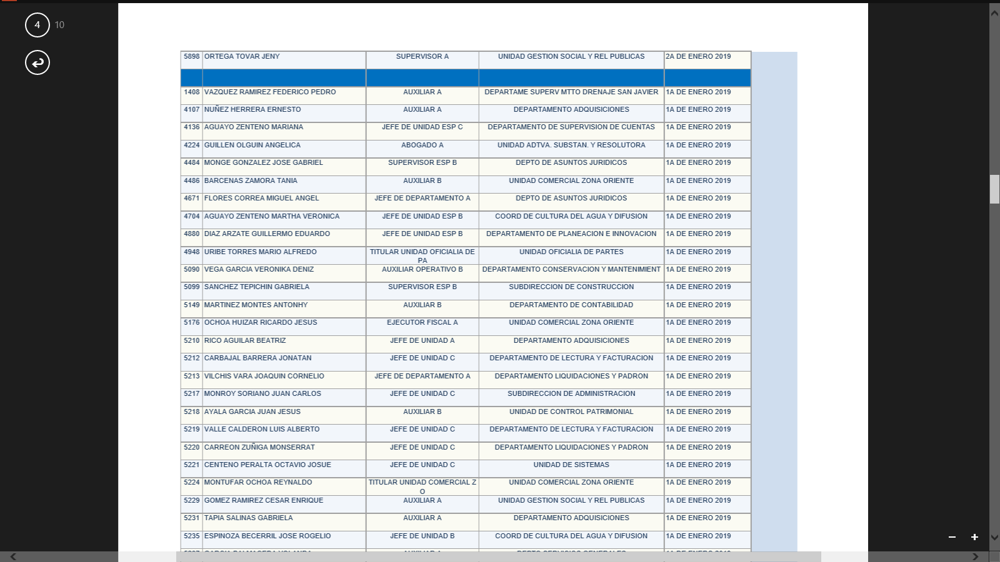 4 10
5898 ORTEGA TOVAR JENY SUPERVISOR A UNIDAD GESTION SOCIAL Y REL PUBLICAS 2A DE ENERO 2019
1408 VAZQUEZ RAMIREZ FEDERICO PEDRO AUXILIAR A DEPARTAME SUPERV MTTO DRENAJE SAN JAVIER 1A DE ENERO 2019
4107 NUÑEZ HERRERA ERNESTO AUXILIAR A DEPARTAMENTO ADQUISICIONES 1A DE ENERO 2019
4136 AGUAYO ZENTENO MARIANA JEFE DE UNIDAD ESP C DEPARTAMENTO DE SUPERVISION DE CUENTAS 1A DE ENERO 2019
4224 GUILLEN OLGUIN ANGELICA ABOGADO A UNIDAD ADTVA. SUBSTAN. Y RESOLUTORA 1A DE ENERO 2019
4484 MONGE GONZALEZ JOSE GABRIEL SUPERVISOR ESP B DEPTO DE ASUNTOS JURIDICOS 1A DE ENERO 2019
4486 BARCENAS ZAMORA TANIA AUXILIAR B UNIDAD COMERCIAL ZONA ORIENTE 1A DE ENERO 2019
4671 FLORES CORREA MIGUEL ANGEL JEFE DE DEPARTAMENTO A DEPTO DE ASUNTOS JURIDICOS 1A DE ENERO 2019
4704 AGUAYO ZENTENO MARTHA VERONICA JEFE DE UNIDAD ESP B COORD DE CULTURA DEL AGUA Y DIFUSION 1A DE ENERO 2019
4880 DIAZ ARZATE GUILLERMO EDUARDO JEFE DE UNIDAD ESP B DEPARTAMENTO DE PLANEACION E INNOVACION 1A DE ENERO 2019
4948 URIBE TORRES MARIO ALFREDO TITULAR UNIDAD OFICIALIA DE UNIDAD OFICIALIA DE PARTES 1A DE ENERO 2019
PA
5090 VEGA GARCIA VERONIKA DENIZ AUXILIAR OPERATIVO B DEPARTAMENTO CONSERVACION Y MANTENIMIENT 1A DE ENERO 2019
5099 SANCHEZ TEPICHIN GABRIELA SUPERVISOR ESP B SUBDIRECCION DE CONSTRUCCION 1A DE ENERO 2019
5149 MARTINEZ MONTES ANTONHY AUXILIAR B DEPARTAMENTO DE CONTABILIDAD 1A DE ENERO 2019
5176 OCHOA HUIZAR RICARDO JESUS EJECUTOR FISCAL A UNIDAD COMERCIAL ZONA ORIENTE 1A DE ENERO 2019
5210 RICO AGUILAR BEATRIZ JEFE DE UNIDAD A DEPARTAMENTO ADQUISICIONES 1A DE ENERO 2019
5212 CARBAJAL BARRERA JONATAN JEFE DE UNIDAD C DEPARTAMENTO DE LECTURA Y FACTURACION 1A DE ENERO 2019
5213 VILCHIS VARA JOAQUIN CORNELIO JEFE DE DEPARTAMENTO A DEPARTAMENTO LIQUIDACIONES Y PADRON 1A DE ENERO 2019
5217 MONROY SORIANO JUAN CARLOS JEFE DE UNIDAD C SUBDIRECCION DE ADMINISTRACION 1A DE ENERO 2019
5218 AYALA GARCIA JUAN JESUS AUXILIAR B UNIDAD DE CONTROL PATRIMONIAL 1A DE ENERO 2019
5219 VALLE CALDERON LUIS ALBERTO JEFE DE UNIDAD C DEPARTAMENTO DE LECTURA Y FACTURACION 1A DE ENERO 2019
5220 CARREON ZUÑIGA MONSERRAT JEFE DE UNIDAD C DEPARTAMENTO LIQUIDACIONES Y PADRON 1A DE ENERO 2019
5221 CENTENO PERALTA OCTAVIO JOSUE JEFE DE UNIDAD C UNIDAD DE SISTEMAS 1A DE ENERO 2019
5224 MONTUFAR OCHOA REYNALDO TITULAR UNIDAD COMERCIAL Z UNIDAD COMERCIAL ZONA ORIENTE 1A DE ENERO 2019
O
5229 GOMEZ RAMIREZ CESAR ENRIQUE AUXILIAR A UNIDAD GESTION SOCIAL Y REL PUBLICAS 1A DE ENERO 2019
5231 TAPIA SALINAS GABRIELA AUXILIAR A DEPARTAMENTO ADQUISICIONES 1A DE ENERO 2019
5235 ESPINOZA BECERRIL JOSE ROGELIO JEFE DE UNIDAD B COORD DE CULTURA DEL AGUA Y DIFUSION 1A DE ENERO 2019